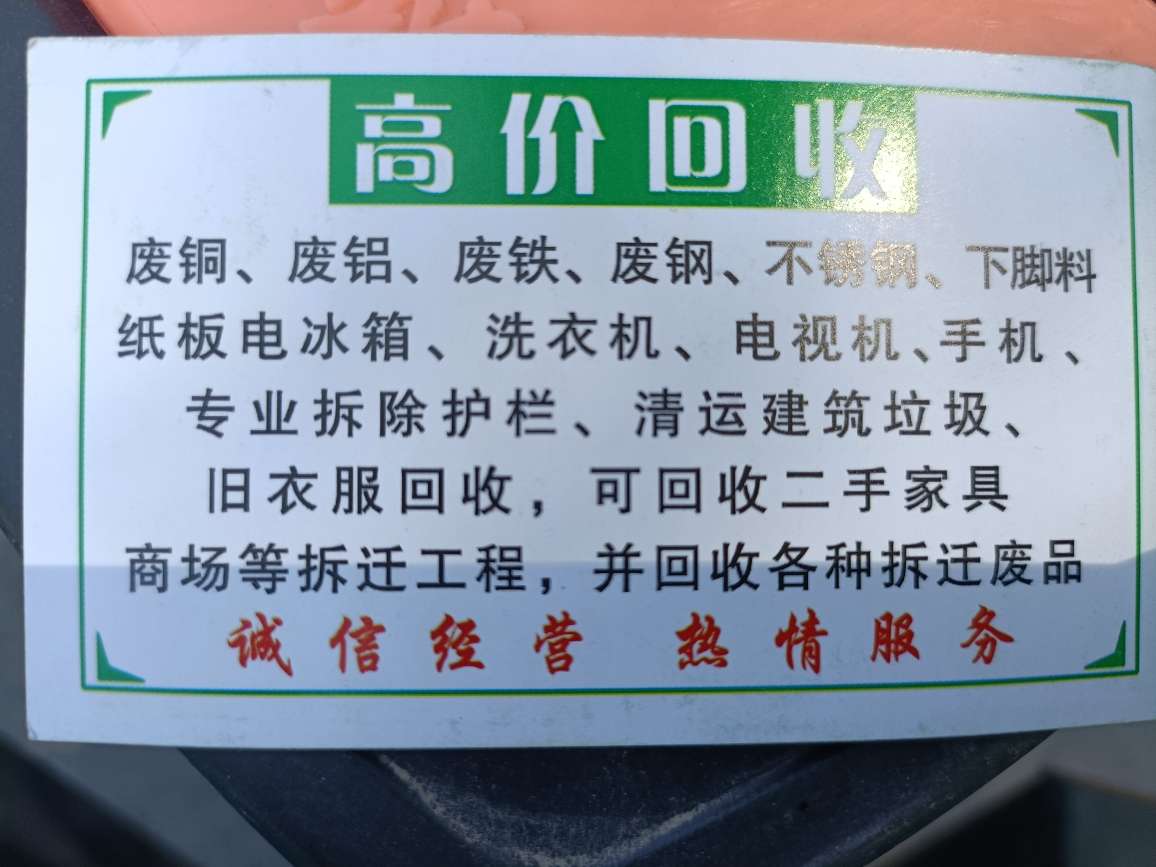 高价回收
废铜、废铝、废铁、废钢、不锈钢、下脚料
纸板电冰箱、洗衣机、电视机、手机、
专业拆除护栏、清运建筑垃圾、
旧衣服回收，可回收二手家具
商场等拆迁工程，并回收各种拆迁废品
诚信经营 热情服务